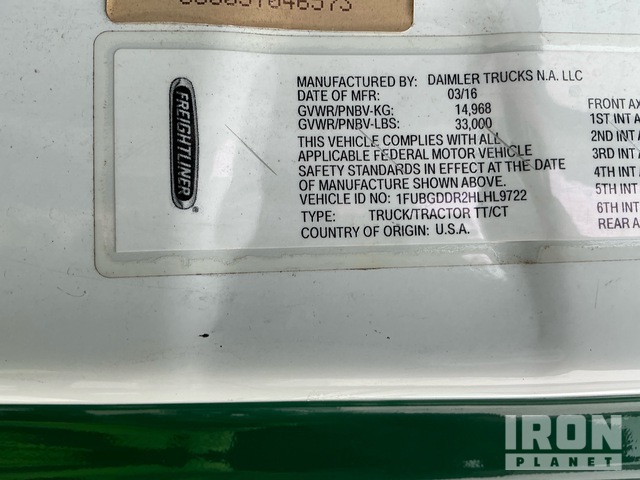 FREIGHTLINER
MANUFACTURED BY: DAIMLER TRUCKS N.A. LLC
DATE OF MFR: 03/16
GVWR/PNBV-KG: 14,968
GVWR/PNBV-LBS: 33,000
THIS VEHICLE COMPLIES WITH ALL
APPLICABLE FEDERAL MOTOR VEHICLE
SAFETY STANDARDS IN EFFECT AT THE DATE
OF MANUFACTURE SHOWN ABOVE.
VEHICLE ID NO: 1FUBGDDR2HLHL9722
TYPE: TRUCK/TRACTOR TT/CT
COUNTRY OF ORIGIN: U.S.A.
FRONT AX
1ST INT A
2ND INT A
3RD INT A
4TH INT A
5TH INT
6TH INT
REAR A
IRON
PLANET